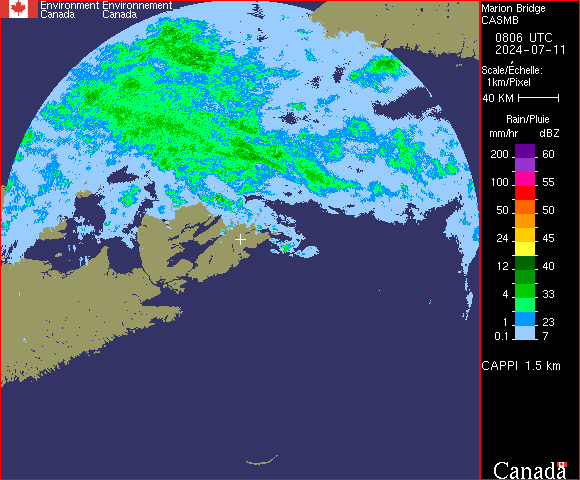 Environment Environnement
Canada Canada
Marion Bridge
CASMB
0806 UTC
2024-07-11
Scale/Échelle:
1km/Pixel
40 KM
Rain/Pluie
mm/hr dBZ
200 60
100 55
50 50
24 45
12 40
4 33
1 23
0.1 7
CAPPI 1.5 km
Canada